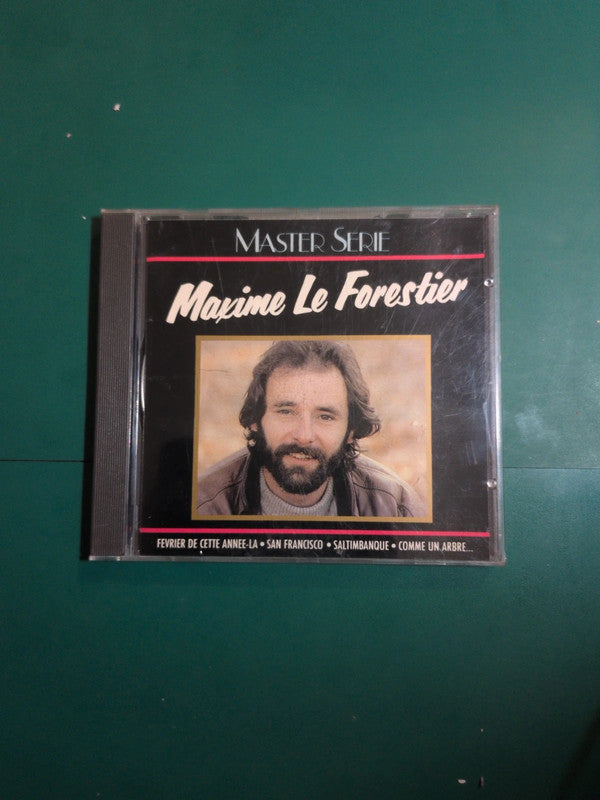 MASTER SERIE
Maxime Le Forestier
FEVRIER DE CETTE ANNEE-LA • SAN FRANCISCO • SALTIMBANQUE • COMME UN ARBRE...